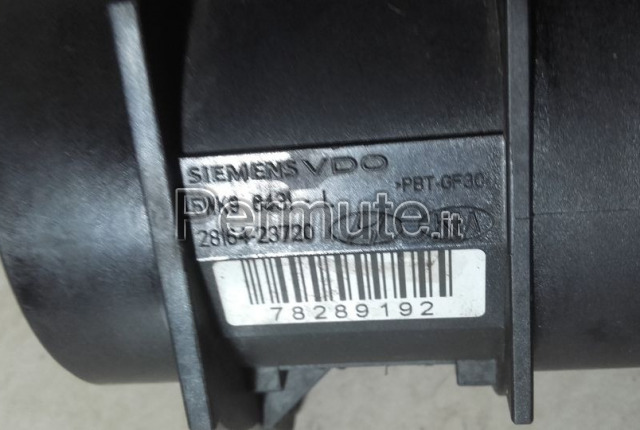 SIEMENS VDO
>PBT-GF30
28164-23720
Permute.it
78289192